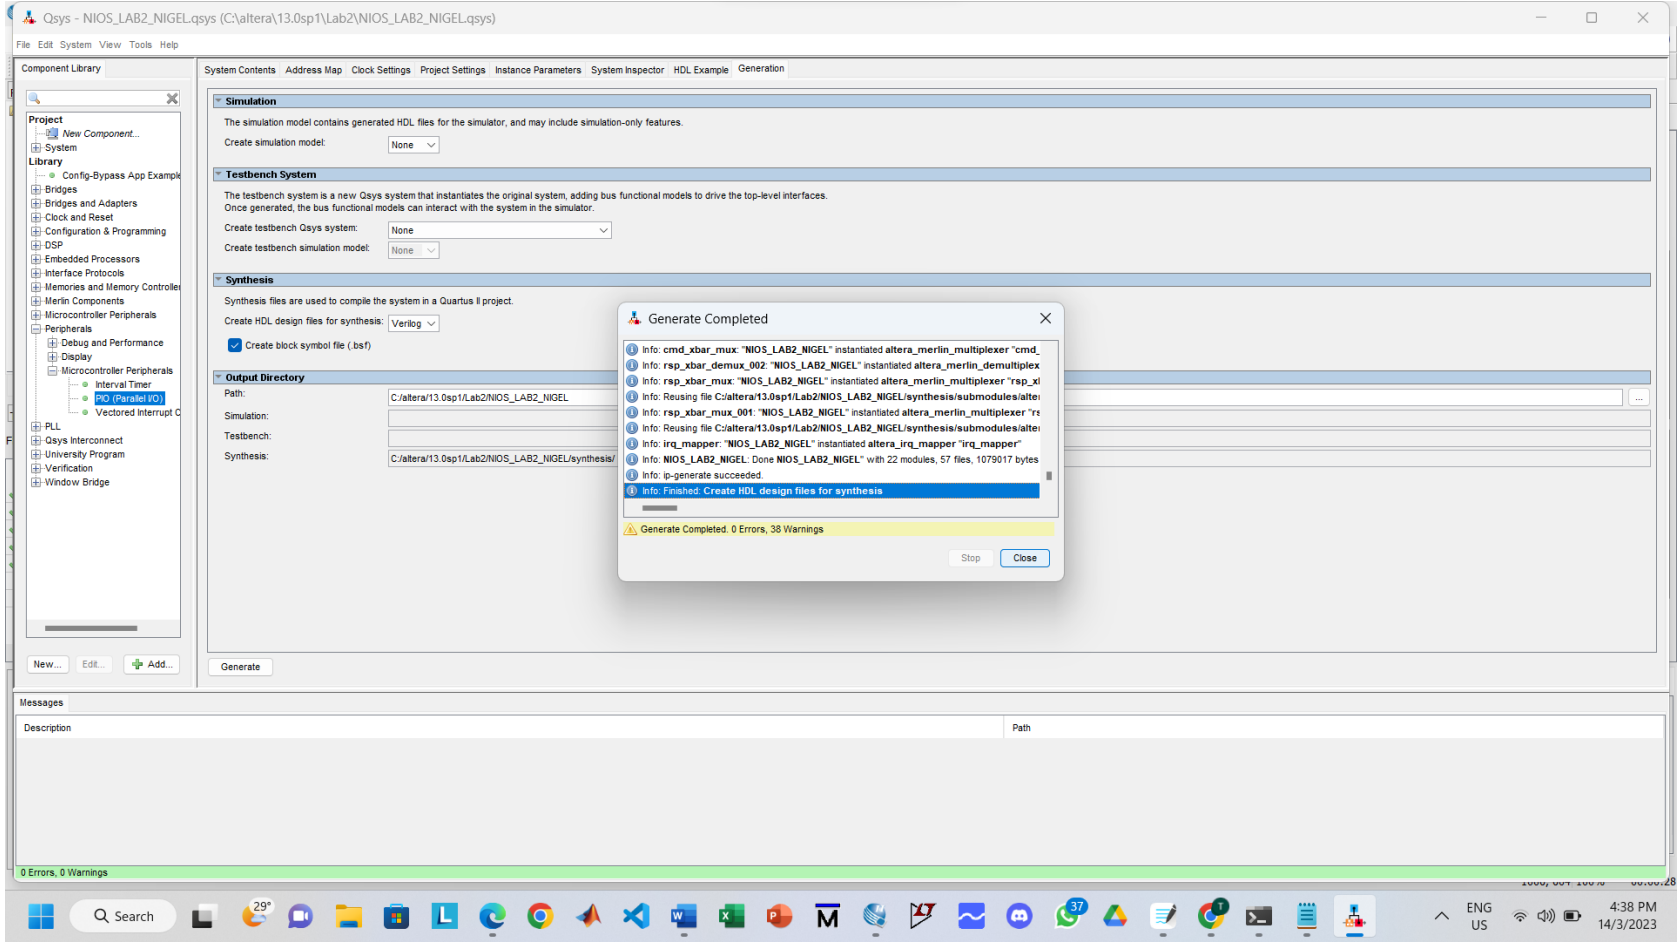 Qsys - NIOS_LAB2_NIGEL.qsys (C:\altera\13.0sp1\Lab2\NIOS_LAB2_NIGEL.qsys)
File Edit System View Tools Help
Component Library
Project
New Component...
System
Library
Config-Bypass App Example
Bridges
Bridges and Adapters
Clock and Reset
Configuration & Programming
DSP
Embedded Processors
Interface Protocols
Memories and Memory Controller
Merlin Components
Microcontroller Peripherals
Peripherals
Debug and Performance
Display
Microcontroller Peripherals
Interval Timer
PIO (Parallel I/O)
Vectored Interrupt C
PLL
Qsys Interconnect
University Program
Verification
Window Bridge
New... Edit... Add...
System Contents Address Map Clock Settings Project Settings Instance Parameters System Inspector HDL Example Generation
Simulation
The simulation model contains generated HDL files for the simulator, and may include simulation-only features.
Create simulation model: None
Testbench System
The testbench system is a new Qsys system that instantiates the original system, adding bus functional models to drive the top-level interfaces.
Once generated, the bus functional models can interact with the system in the simulator.
Create testbench Qsys system: None
Create testbench simulation model: None
Synthesis
Synthesis files are used to compile the system in a Quartus II project.
Create HDL design files for synthesis: Verilog
Create block symbol file (.bsf)
Output Directory
Path: C:/altera/13.0sp1/Lab2/NIOS_LAB2_NIGEL ...
Simulation:
Testbench:
Synthesis: C:/altera/13.0sp1/Lab2/NIOS_LAB2_NIGEL/synthesis/
Generate
Generate Completed
Info: cmd_xbar_mux: "NIOS_LAB2_NIGEL" instantiated altera_merlin_multiplexer "cmd_
Info: rsp_xbar_demux_002: "NIOS_LAB2_NIGEL" instantiated altera_merlin_demultiplex
Info: rsp_xbar_mux: "NIOS_LAB2_NIGEL" instantiated altera_merlin_multiplexer "rsp_xl
Info: Reusing file C:/altera/13.0sp1/Lab2/NIOS_LAB2_NIGEL/synthesis/submodules/alter
Info: rsp_xbar_mux_001: "NIOS_LAB2_NIGEL" instantiated altera_merlin_multiplexer "rs
Info: Reusing file C:/altera/13.0sp1/Lab2/NIOS_LAB2_NIGEL/synthesis/submodules/alter
Info: irq_mapper: "NIOS_LAB2_NIGEL" instantiated altera_irq_mapper "irq_mapper"
Info: NIOS_LAB2_NIGEL: Done NIOS_LAB2_NIGEL" with 22 modules, 57 files, 1079017 bytes
Info: ip-generate succeeded.
Info: Finished: Create HDL design files for synthesis
Generate Completed. 0 Errors, 38 Warnings
Stop Close
Messages
Description Path
0 Errors, 0 Warnings
Search
29°
37
T
ENG
US
4:38 PM
14/3/2023